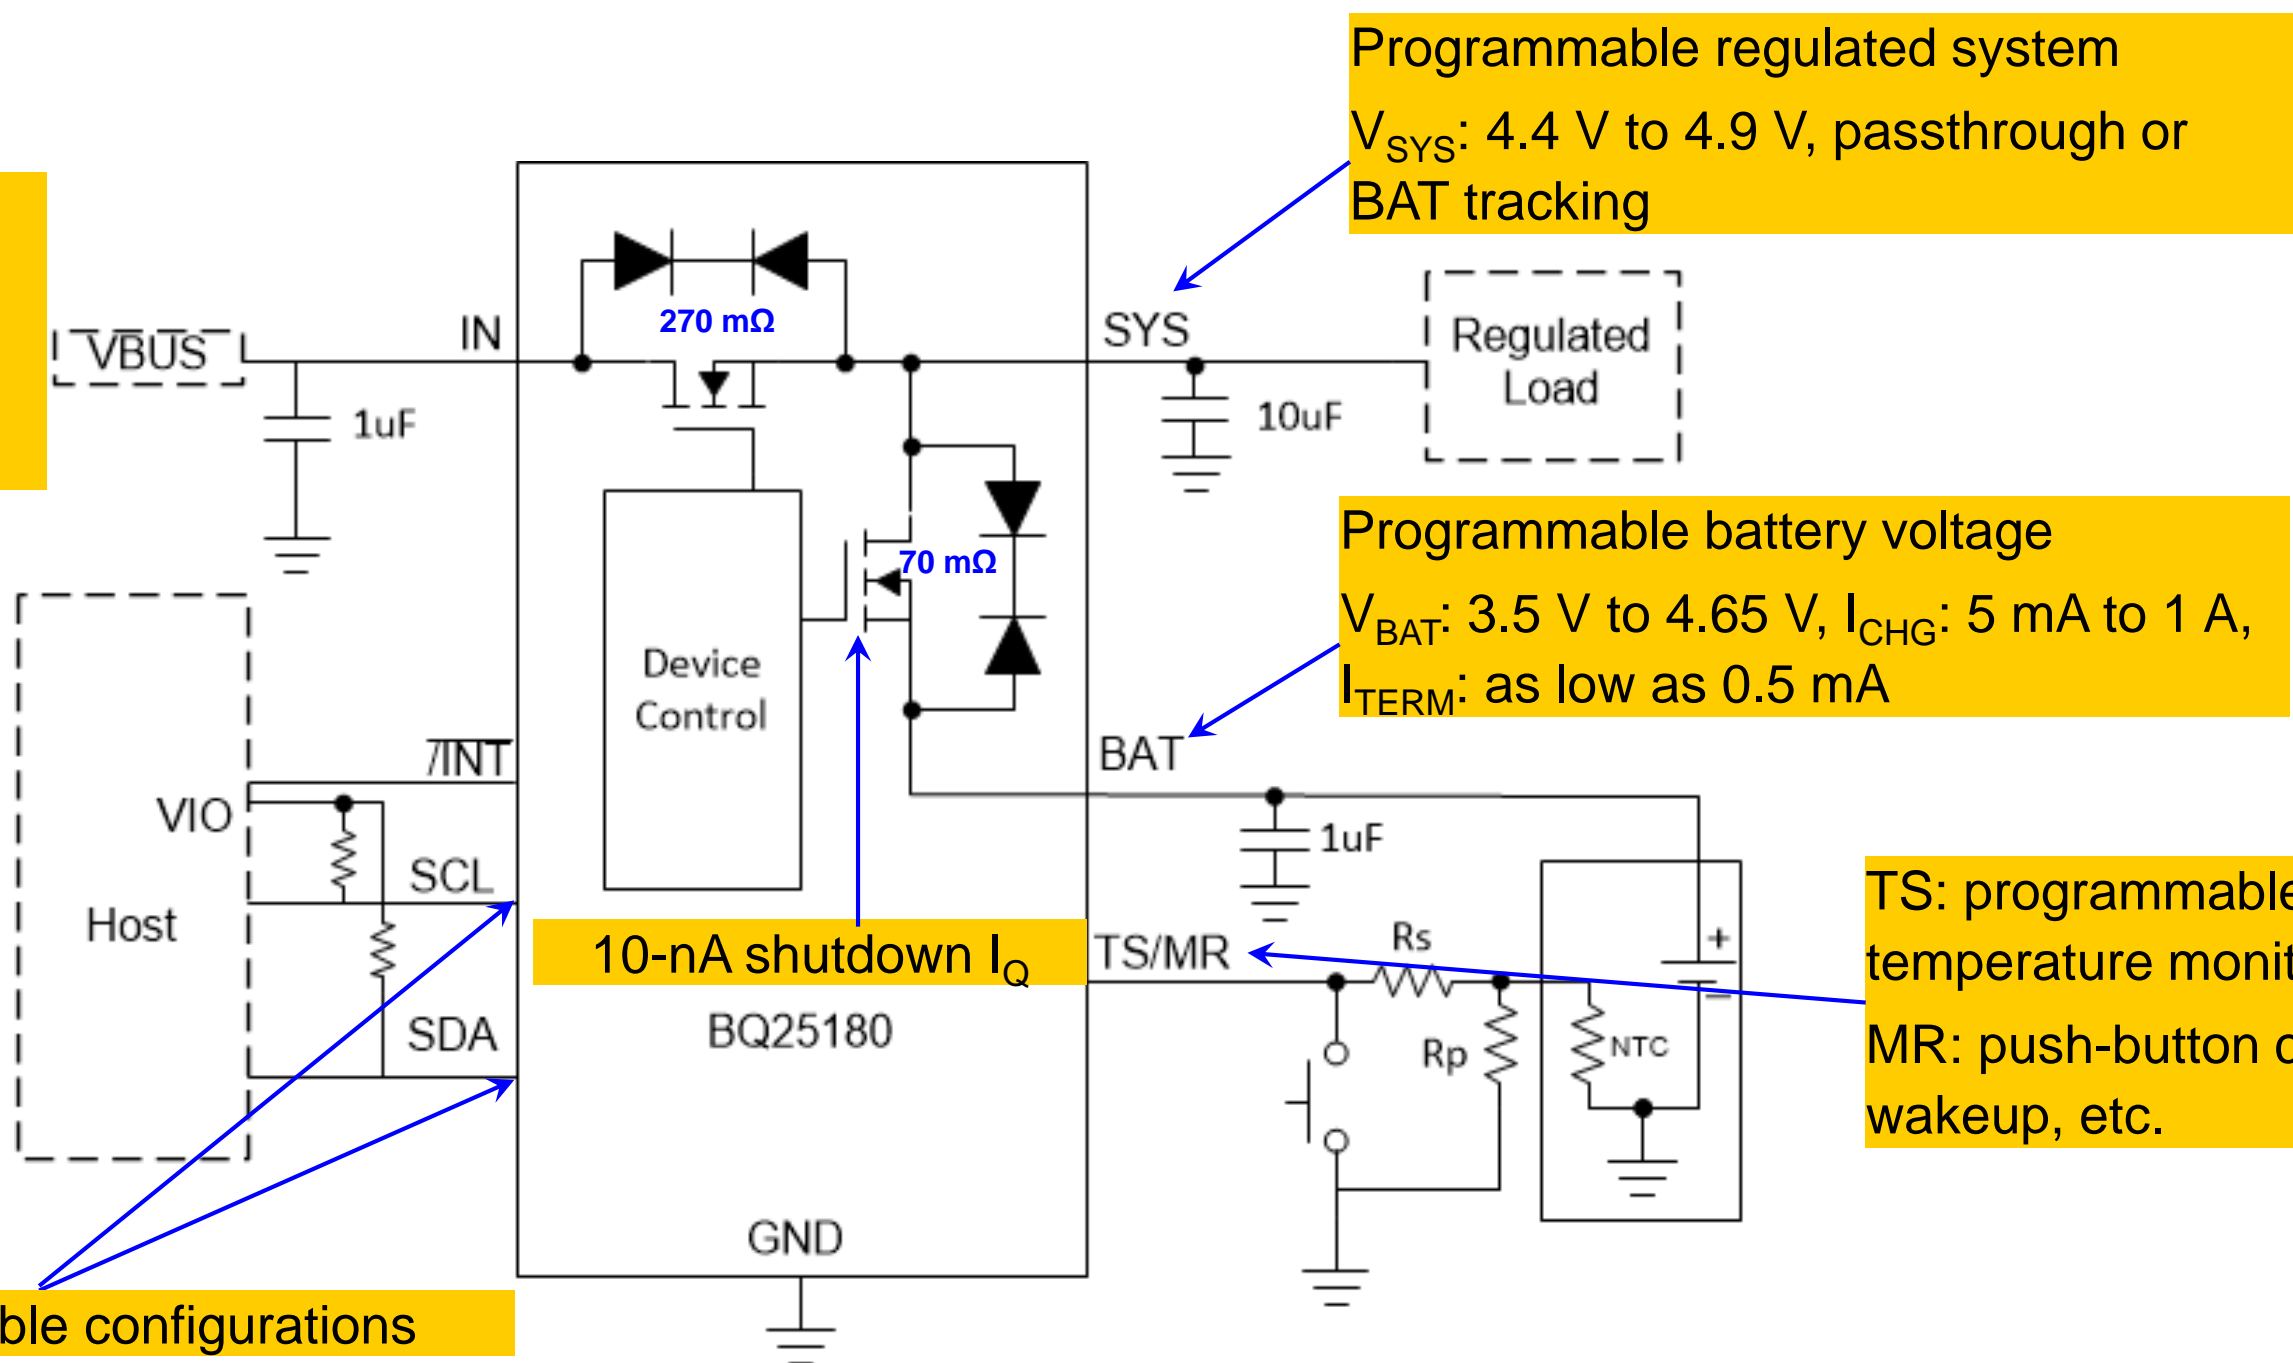 Programmable regulated system
VSYS: 4.4 V to 4.9 V, passthrough or
BAT tracking
270 mΩ
VBUS
IN
SYS
Regulated
Load
1uF
10uF
70 mΩ
Programmable battery voltage
VBAT: 3.5 V to 4.65 V, ICHG: 5 mA to 1 A,
ITERM: as low as 0.5 mA
Device
Control
/INT
BAT
VIO
1uF
SCL
Host
10-nA shutdown IQ
TS/MR
Rs
+
−
TS: programmable
temperature monit
SDA
BQ25180
Rp
NTC
MR: push-button
wakeup, etc.
GND
ble configurations